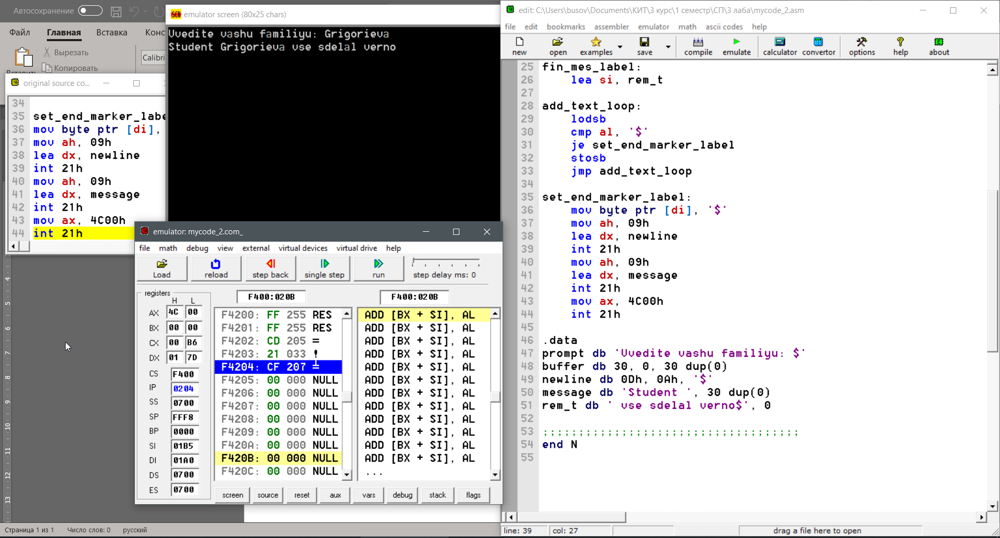 Автосохранение
Файл Главная Вставка
Вырезать
Копировать
Calibri
original source co...
34
35 set_end_marker_labe
36 mov byte ptr [di],
37 mov ah, 09h
38 lea dx, newline
39 int 21h
40 mov ah, 09h
41 lea dx, message
42 int 21h
43 mov ax, 4C00h
44 int 21h
emulator screen (80x25 chars)
Vvedite vashu familiyu: Grigorieva
Student Grigorieva vse sdelal verno
emulator: mycode_2.com_
file math debug view external virtual devices virtual drive help
Load reload step back single step run step delay ms: 0
registers F400:020B F400:020B
H L
AX 4C 00
BX 00 00
CX 00 B6
DX 01 7D
CS F400
IP 0204
SS 0700
SP FFF8
BP 0000
SI 01B5
DI 01A0
DS 0700
ES 0700
F4200: FF 255 RES
F4201: FF 255 RES
F4202: CD 205 =
F4203: 21 033 !
F4204: CF 207 ╧
F4205: 00 000 NULL
F4206: 00 000 NULL
F4207: 00 000 NULL
F4208: 00 000 NULL
F4209: 00 000 NULL
F420A: 00 000 NULL
F420B: 00 000 NULL
F420C: 00 000 NULL
ADD [BX + SI], AL
ADD [BX + SI], AL
ADD [BX + SI], AL
ADD [BX + SI], AL
ADD [BX + SI], AL
ADD [BX + SI], AL
ADD [BX + SI], AL
ADD [BX + SI], AL
ADD [BX + SI], AL
ADD [BX + SI], AL
ADD [BX + SI], AL
ADD [BX + SI], AL
...
screen source reset aux vars debug stack flags
edit: C:\Users\busov\Documents\КИТ\3 курс\1 семестр\СП\3 лаба\mycode_2.asm
file edit bookmarks assembler emulator math ascii codes help
new open examples save compile emulate calculator convertor options help about
25 fin_mes_label:
26 lea si, rem_t
27
28 add_text_loop:
29 lodsb
30 cmp al, '$'
31 je set_end_marker_label
32 stosb
33 jmp add_text_loop
34
35 set_end_marker_label:
36 mov byte ptr [di], '$'
37 mov ah, 09h
38 lea dx, newline
39 int 21h
40 mov ah, 09h
41 lea dx, message
42 int 21h
43 mov ax, 4C00h
44 int 21h
45
46 .data
47 prompt db 'Vvedite vashu familiyu: $'
48 buffer db 30, 0, 30 dup(0)
49 newline db 0Dh, 0Ah, '$'
50 message db 'Student ', 30 dup(0)
51 rem_t db ' vse sdelal verno$', 0
52
53 ;;;;;;;;;;;;;;;;;;;;;;;;;;;;;;;;;;;;
54 end N
55
line: 39 col: 27 drag a file here to open
4
5
6
7
8
9
10
11
12
13
Страница 1 из 1 Число слов: 0 русский